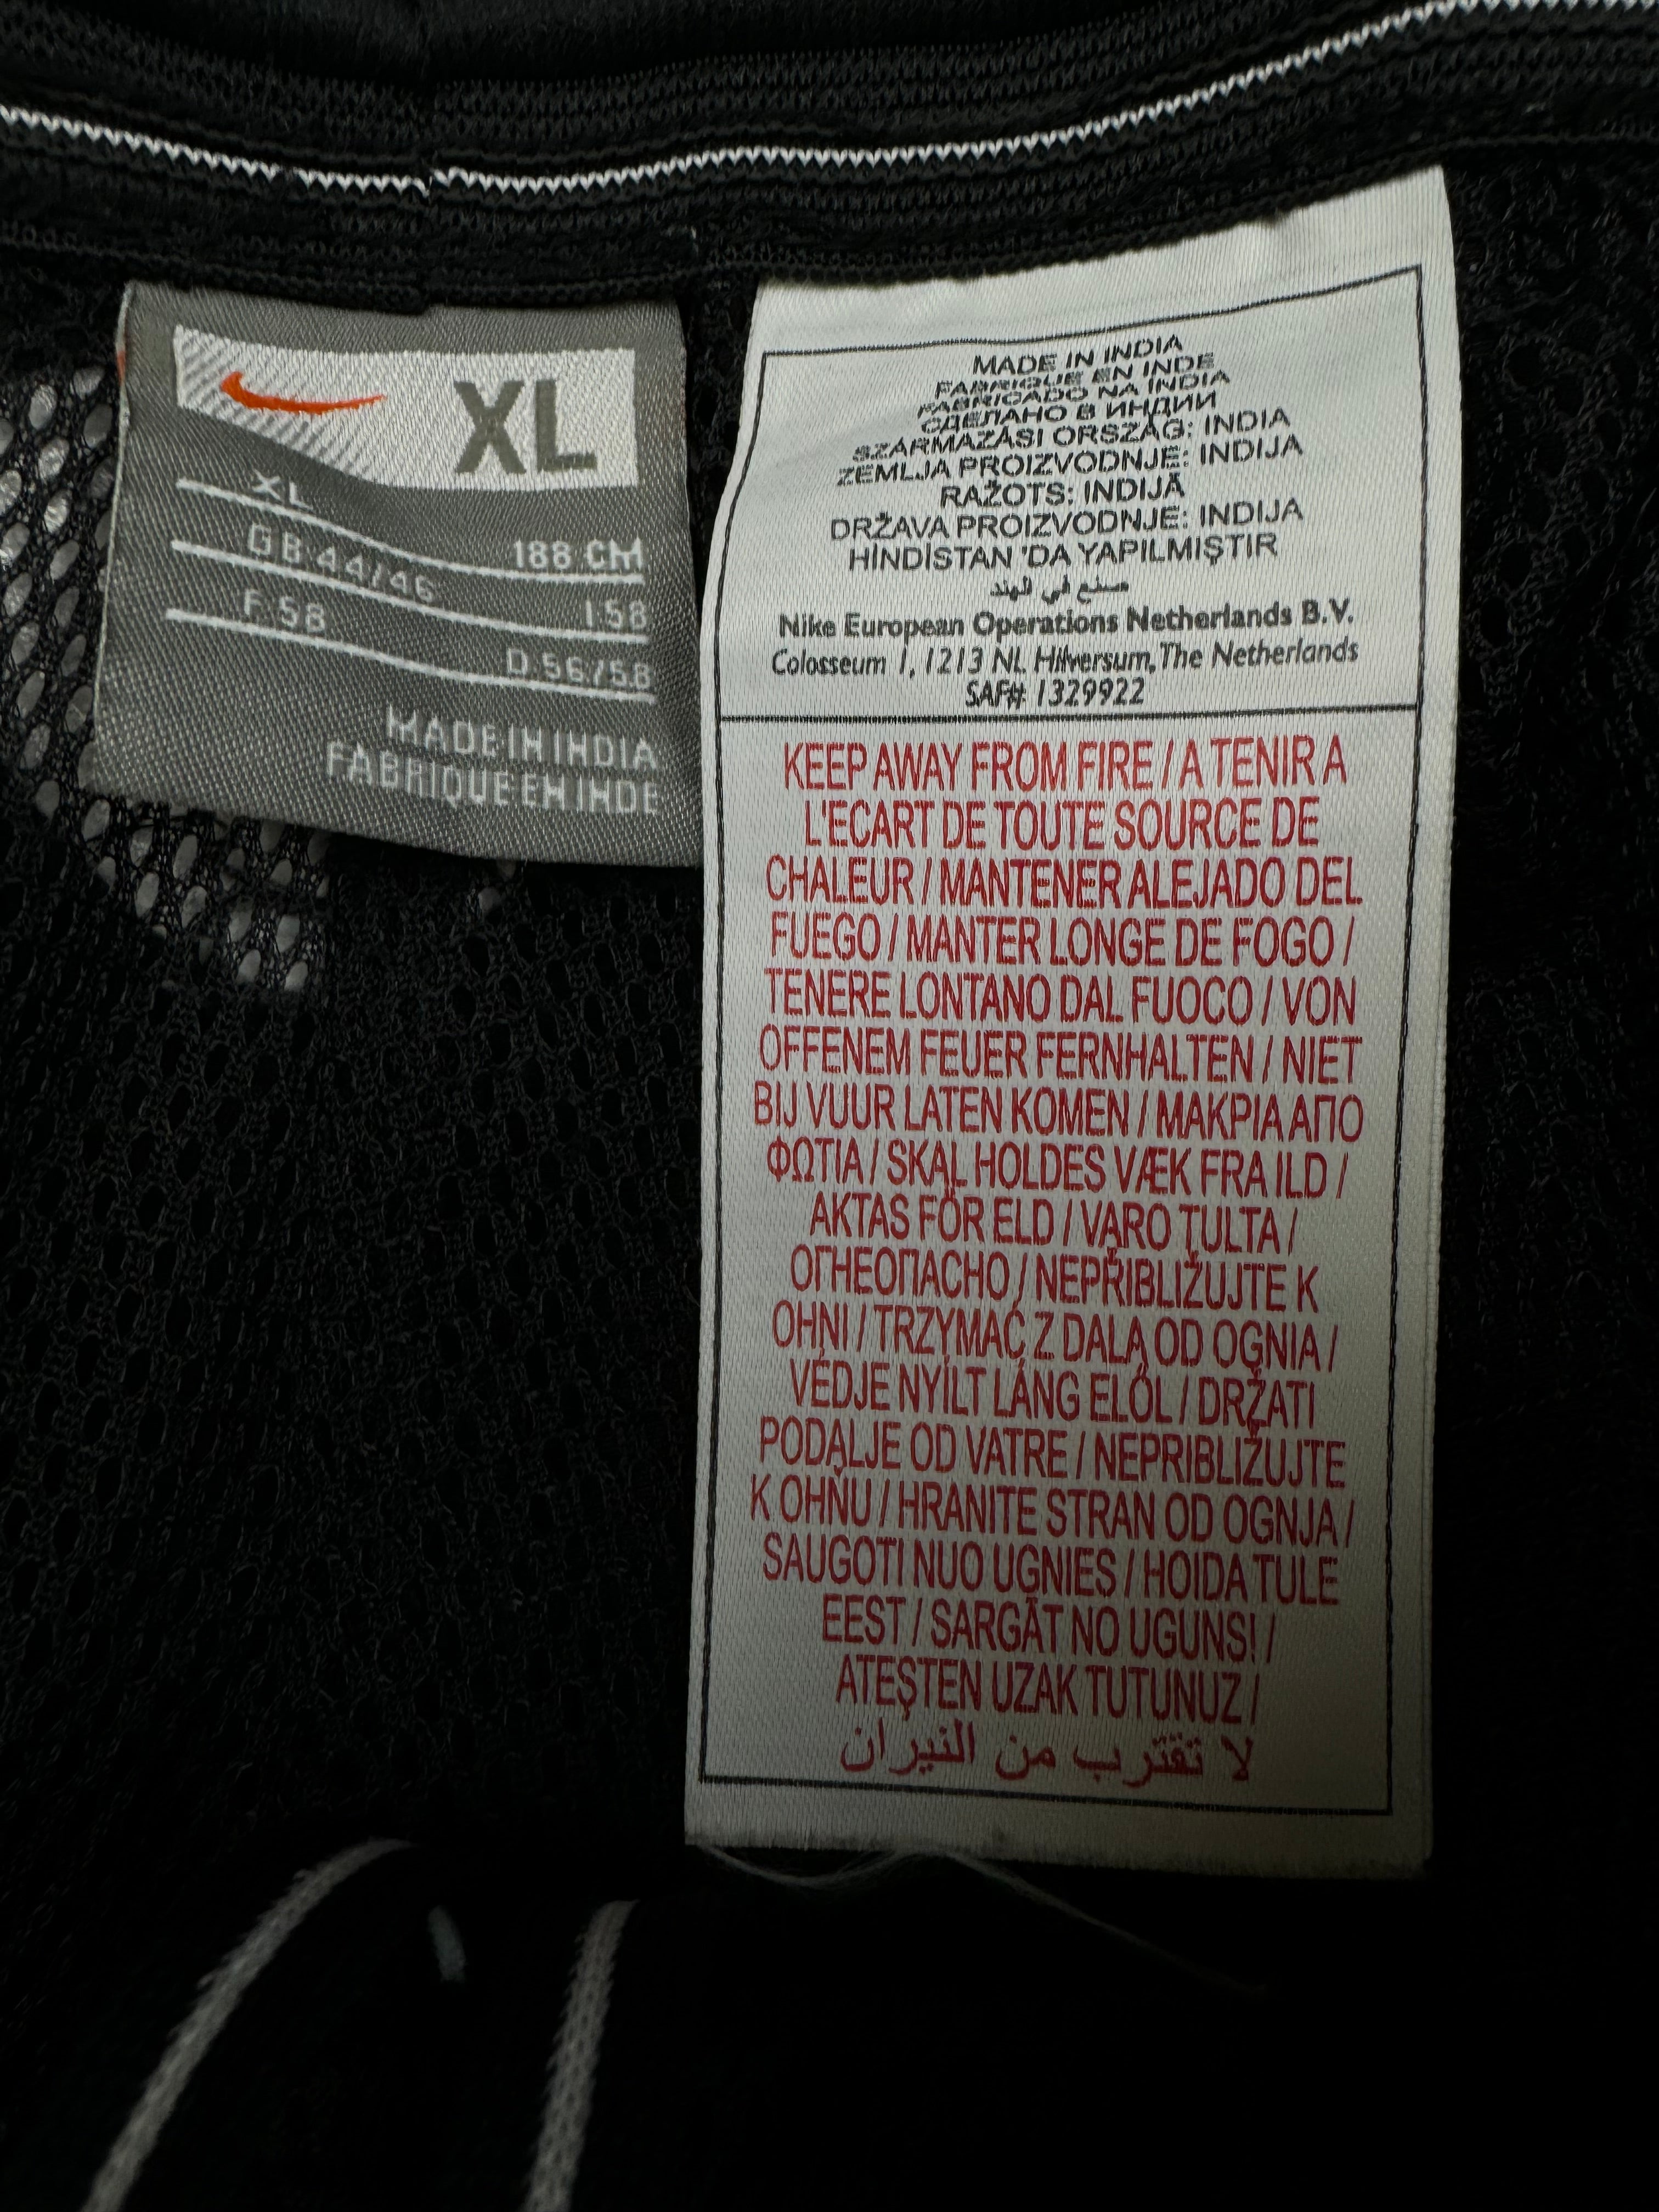 XL
XL
188 CM
GB 44/46
I 58
F 58
D 56/58
MADE IN INDIA
FABRIQUE EN INDE
MADE IN INDIA
FABRIQUE EN INDE
FABRICADO NA INDIA
СДЕЛАНО В ИНДИИ
SZÁRMAZÁSI ORSZÁG: INDIA
ZEMLJA PROIZVODNJE: INDIJA
RAŽOTS: INDIJĀ
DRŽAVA PROIZVODNJE: INDIJA
HİNDİSTAN 'DA YAPILMIŞTIR
صنع في الهند
Nike European Operations Netherlands B.V.
Colosseum 1, 1213 NL Hilversum, The Netherlands
SAF# 1329922
KEEP AWAY FROM FIRE / A TENIR A
L'ECART DE TOUTE SOURCE DE
CHALEUR / MANTENER ALEJADO DEL
FUEGO / MANTER LONGE DE FOGO /
TENERE LONTANO DAL FUOCO / VON
OFFENEM FEUER FERNHALTEN / NIET
BIJ VUUR LATEN KOMEN / ΜΑΚΡΙΑ ΑΠΟ
ΦΩΤΙΑ / SKAL HOLDES VÆK FRA ILD /
AKTAS FÖR ELD / VARO TULTA /
ОГНЕОПАСНО / NEPŘIBLIŽUJTE K
OHNI / TRZYMAĆ Z DALA OD OGNIA /
VÉDJE NYÍLT LÁNG ELŐL / DRŽATI
PODALJE OD VATRE / NEPRIBLIŽUJTE
K OHŇU / HRANITE STRAN OD OGNJA /
SAUGOTI NUO UGNIES / HOIDA TULE
EEST / SARGĀT NO UGUNS! /
ATEŞTEN UZAK TUTUNUZ /
لا تقترب من النيران